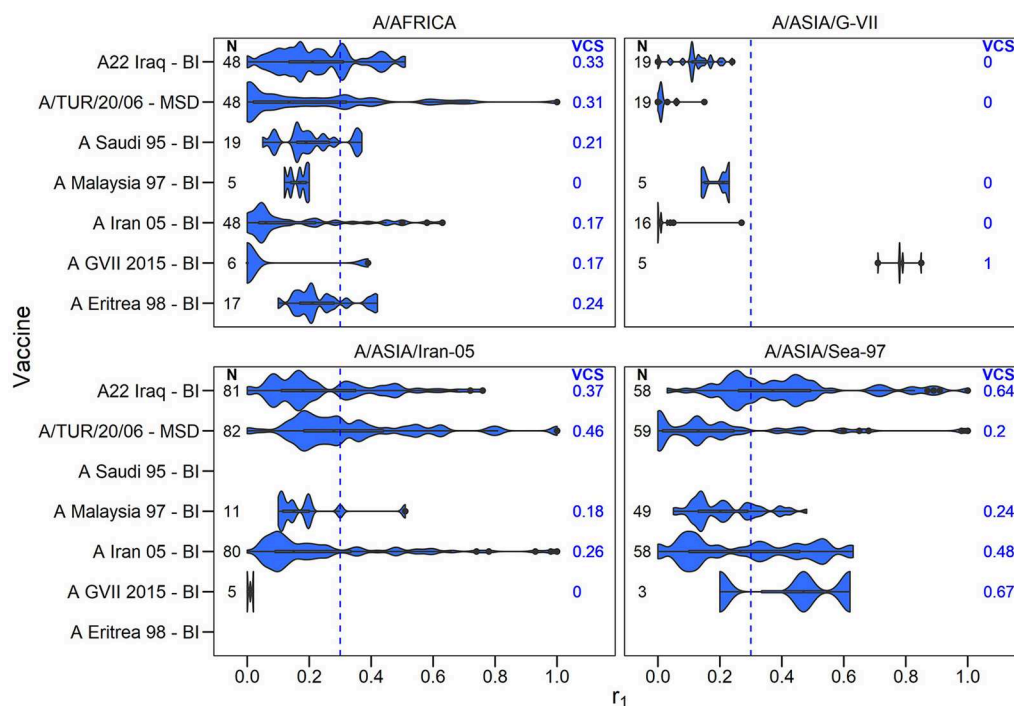 A/AFRICA A/ASIA/G-VII
N VCS N VCS
A22 Iraq - BI 48 0.33 19 0
A/TUR/20/06 - MSD 48 0.31 19 0
A Saudi 95 - BI 19 0.21
A Malaysia 97 - BI 5 0 5 0
A Iran 05 - BI 48 0.17 16 0
A GVII 2015 - BI 6 0.17 5 1
A Eritrea 98 - BI 17 0.24
Vaccine
A/ASIA/Iran-05 A/ASIA/Sea-97
N VCS N VCS
A22 Iraq - BI 81 0.37 58 0.64
A/TUR/20/06 - MSD 82 0.46 59 0.2
A Saudi 95 - BI
A Malaysia 97 - BI 11 0.18 49 0.24
A Iran 05 - BI 80 0.26 58 0.48
A GVII 2015 - BI 5 0 3 0.67
A Eritrea 98 - BI
0.0 0.2 0.4 0.6 0.8 1.0 0.0 0.2 0.4 0.6 0.8 1.0
r₁